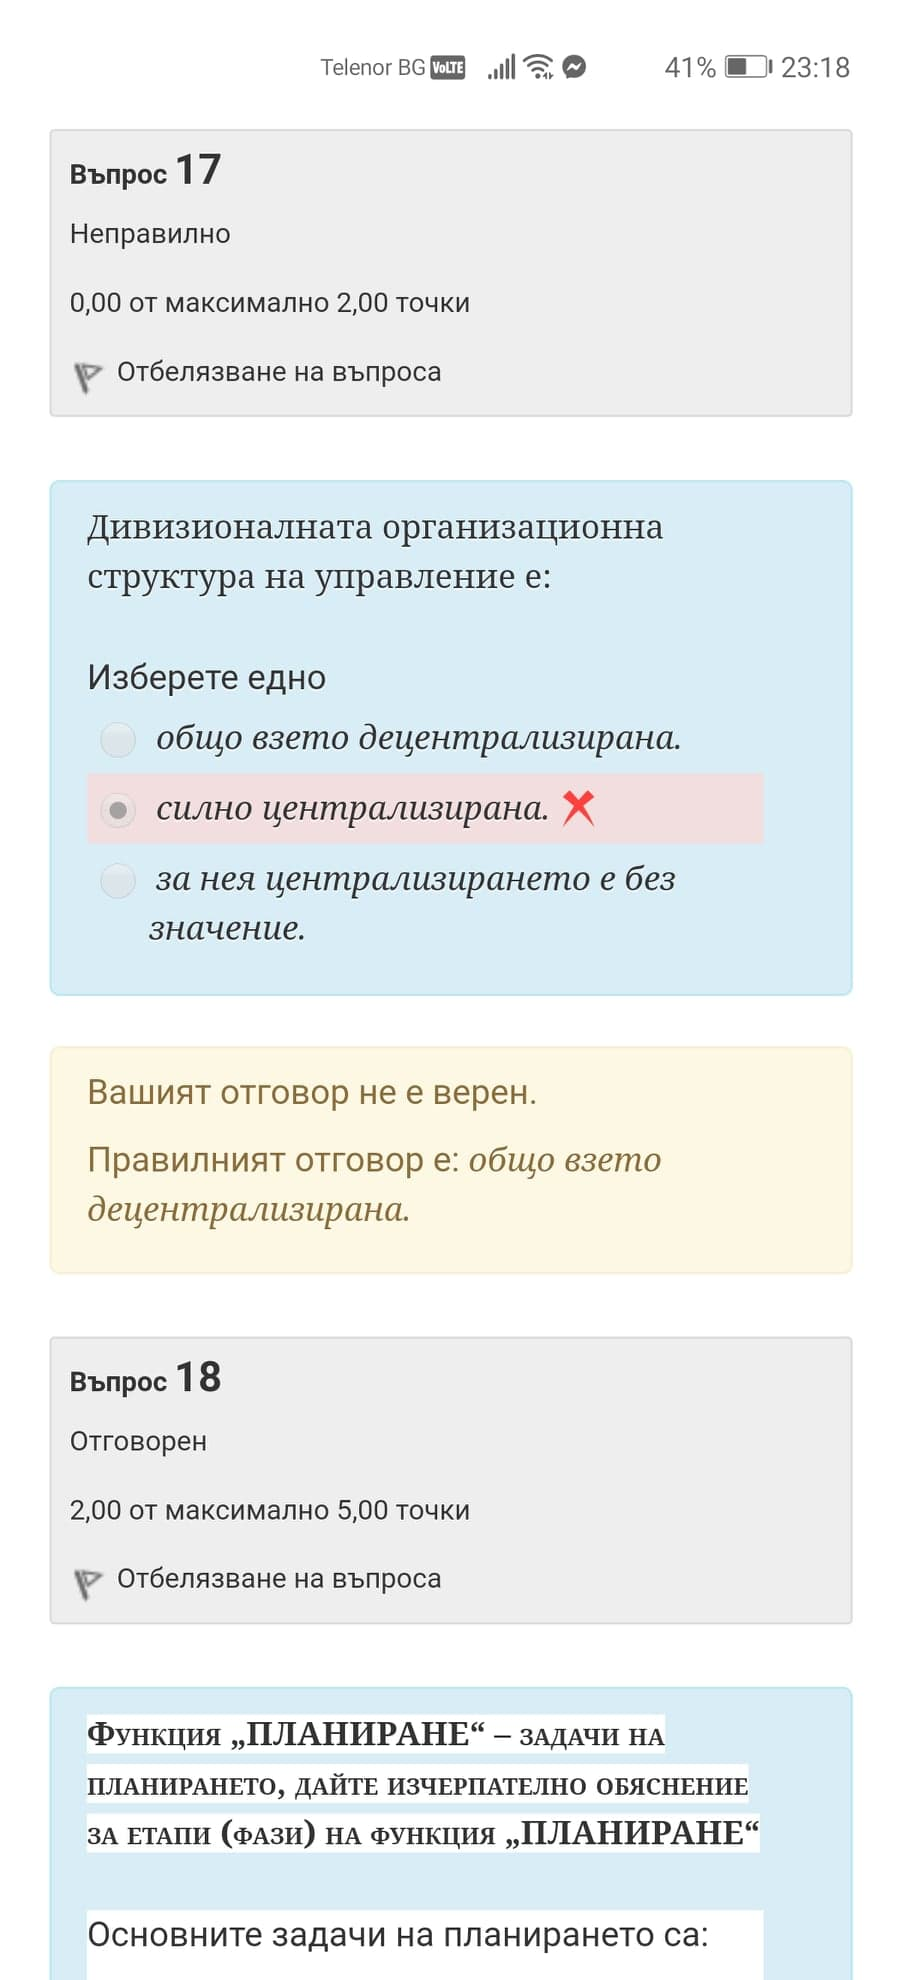 Telenor BG VoLTE 41% 23:18
Въпрос 17
Неправилно
0,00 от максимално 2,00 точки
Отбелязване на въпроса
Дивизионалната организационна
структура на управление е:
Изберете едно
общо взето децентрализирана.
силно централизирана.
за нея централизирането е без
значение.
Вашият отговор не е верен.
Правилният отговор е: общо взето
децентрализирана.
Въпрос 18
Отговорен
2,00 от максимално 5,00 точки
Отбелязване на въпроса
Функция „ПЛАНИРАНЕ“ – задачи на
планирането, дайте изчерпателно обяснение
за етапи (фази) на функция „ПЛАНИРАНЕ“
Основните задачи на планирането са: